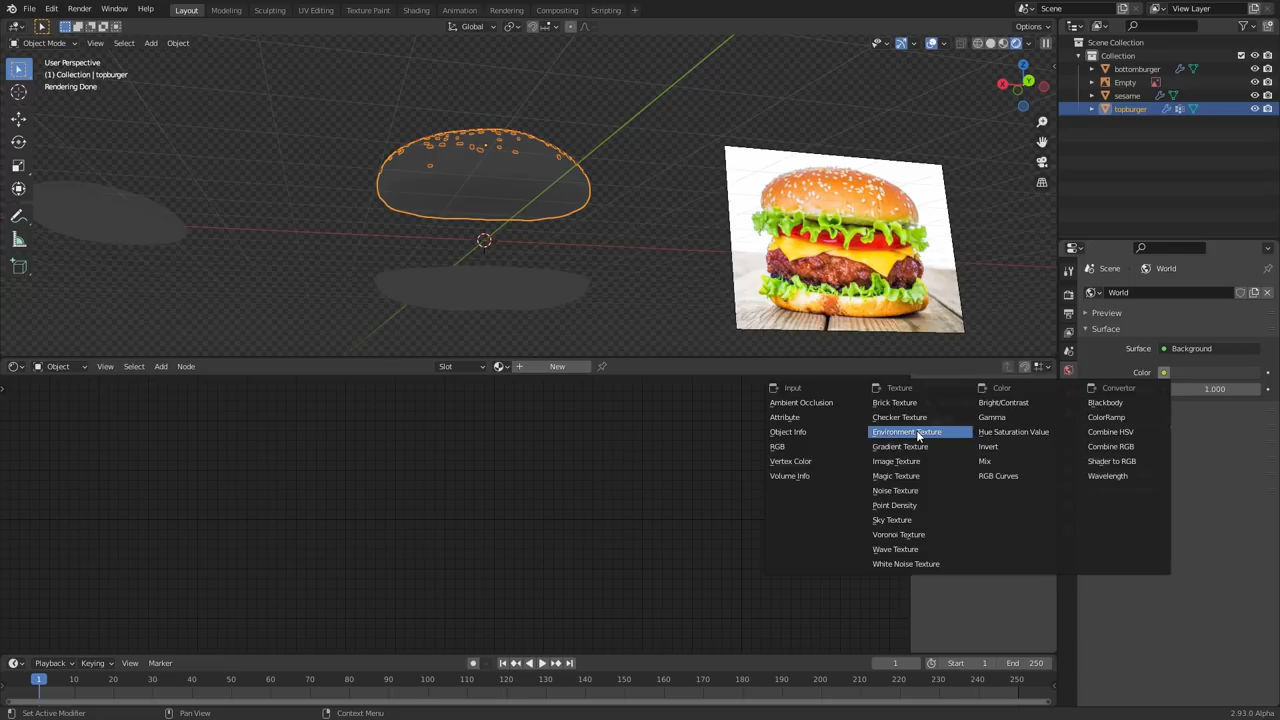 File Edit Render Window Help Layout Modeling Sculpting UV Editing Texture Paint Shading Animation Rendering Compositing Scripting + Scene View Layer
Global Options
Object Mode View Select Add Object
User Perspective
(1) Collection | topburger
Rendering Done
X
Y
Z
Scene Collection
Collection
bottomburger
Empty
sesame
topburger
Scene World
World
Preview
Surface
Surface Background
Color
1.000
Object View Select Add Node Slot New
Input Texture Color Convertor
Ambient Occlusion Brick Texture Bright/Contrast Blackbody
Attribute Checker Texture Gamma ColorRamp
Object Info Environment Texture Hue Saturation Value Combine HSV
RGB Gradient Texture Invert Combine RGB
Vertex Color Image Texture Mix Shader to RGB
Volume Info Magic Texture RGB Curves Wavelength
Noise Texture
Point Density
Sky Texture
Voronoi Texture
Wave Texture
White Noise Texture
Playback Keying View Marker 1 Start 1 End 250
1 10 20 30 40 50 60 70 80 90 100 110 120 130 140 150 160 170 180 190 200 210 220 230 240 250
Set Active Modifier Pan View Context Menu 2.93.0 Alpha